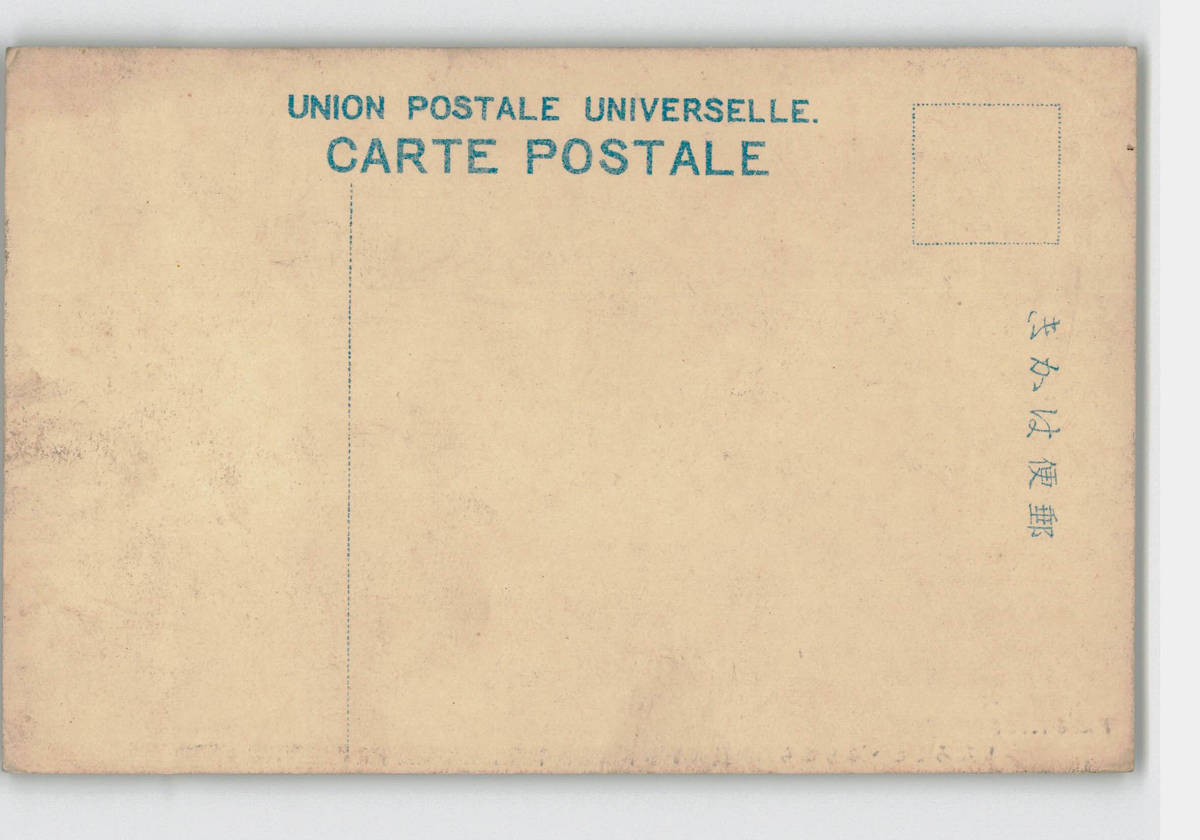 UNION POSTALE UNIVERSELLE.
CARTE POSTALE
郵便はかき